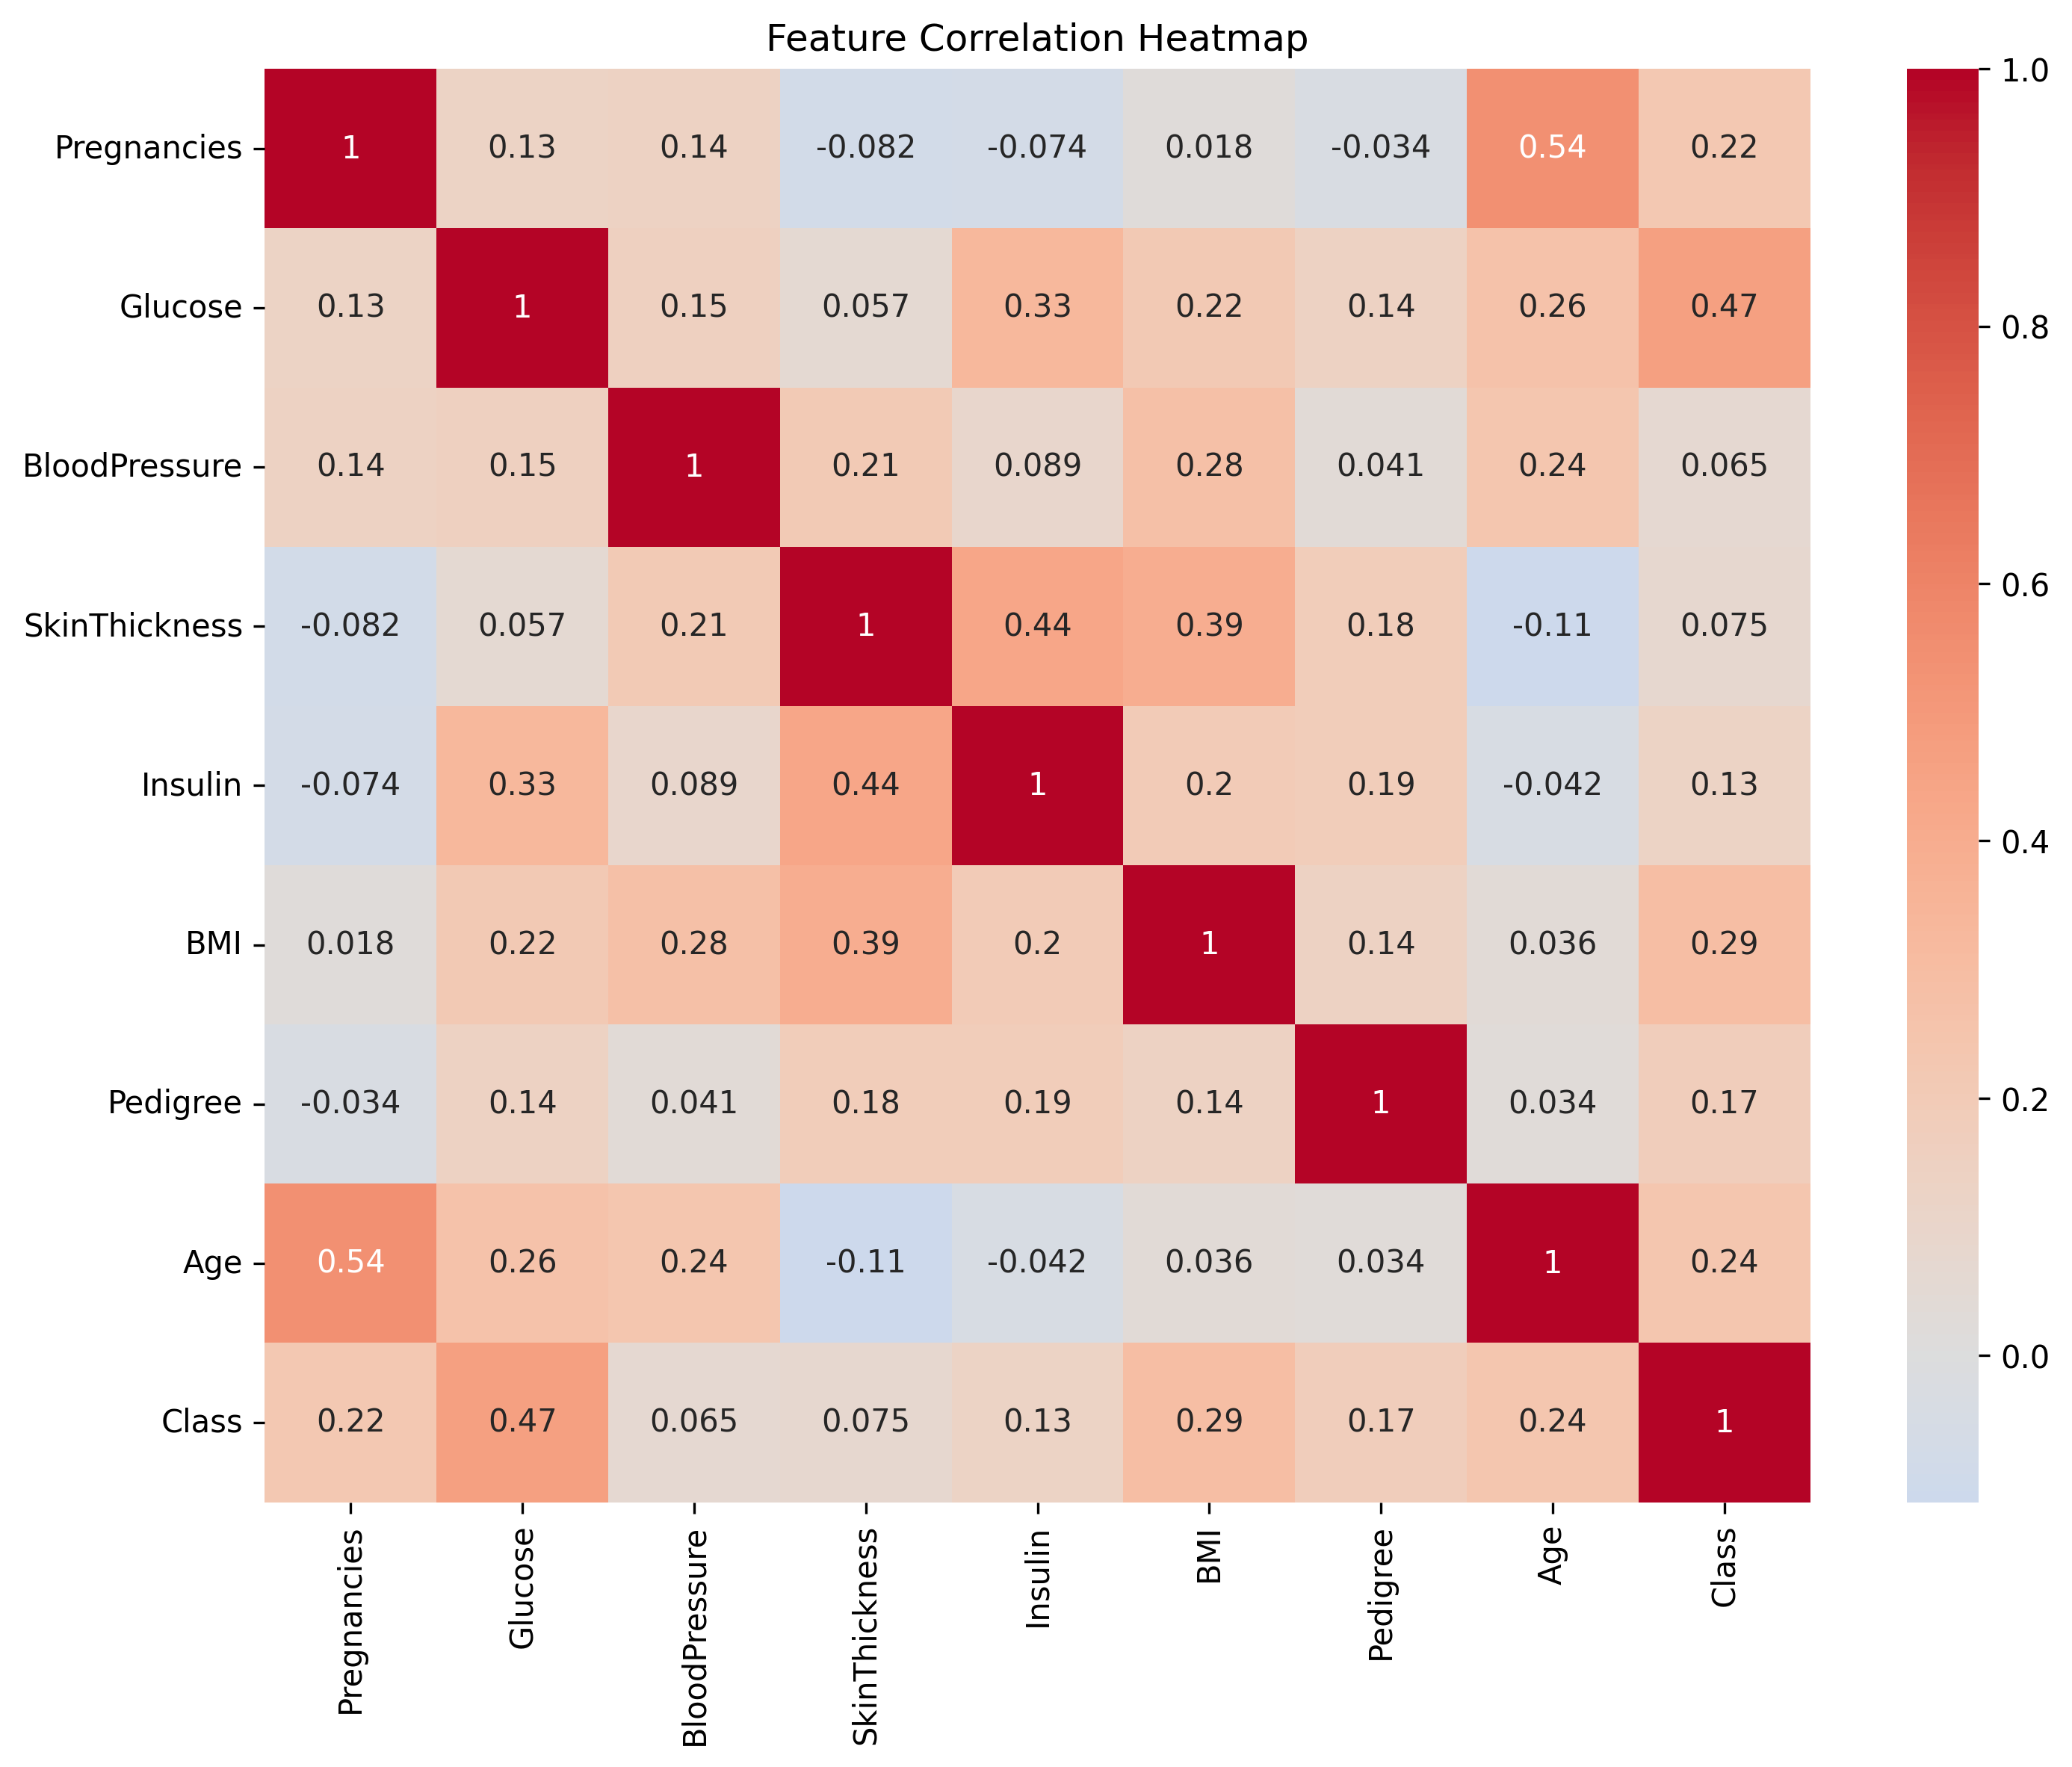 Feature Correlation Heatmap
Pregnancies 1 0.13 0.14 -0.082 -0.074 0.018 -0.034 0.54 0.22
Glucose 0.13 1 0.15 0.057 0.33 0.22 0.14 0.26 0.47
BloodPressure 0.14 0.15 1 0.21 0.089 0.28 0.041 0.24 0.065
SkinThickness -0.082 0.057 0.21 1 0.44 0.39 0.18 -0.11 0.075
Insulin -0.074 0.33 0.089 0.44 1 0.2 0.19 -0.042 0.13
BMI 0.018 0.22 0.28 0.39 0.2 1 0.14 0.036 0.29
Pedigree -0.034 0.14 0.041 0.18 0.19 0.14 1 0.034 0.17
Age 0.54 0.26 0.24 -0.11 -0.042 0.036 0.034 1 0.24
Class 0.22 0.47 0.065 0.075 0.13 0.29 0.17 0.24 1
Pregnancies
Glucose
BloodPressure
SkinThickness
Insulin
BMI
Pedigree
Age
Class
1.0
0.8
0.6
0.4
0.2
0.0